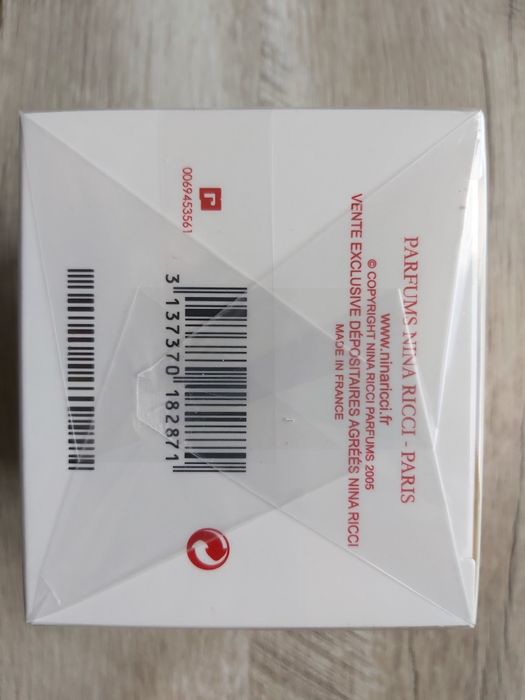 PARFUMS NINA RICCI - PARIS
www.ninaricci.fr
© COPYRIGHT NINA RICCI PARFUMS 2005
VENTE EXCLUSIVE DÉPOSITAIRES AGRÉÉS NINA RICCI
MADE IN FRANCE
r
0069453561
3 137370 182871